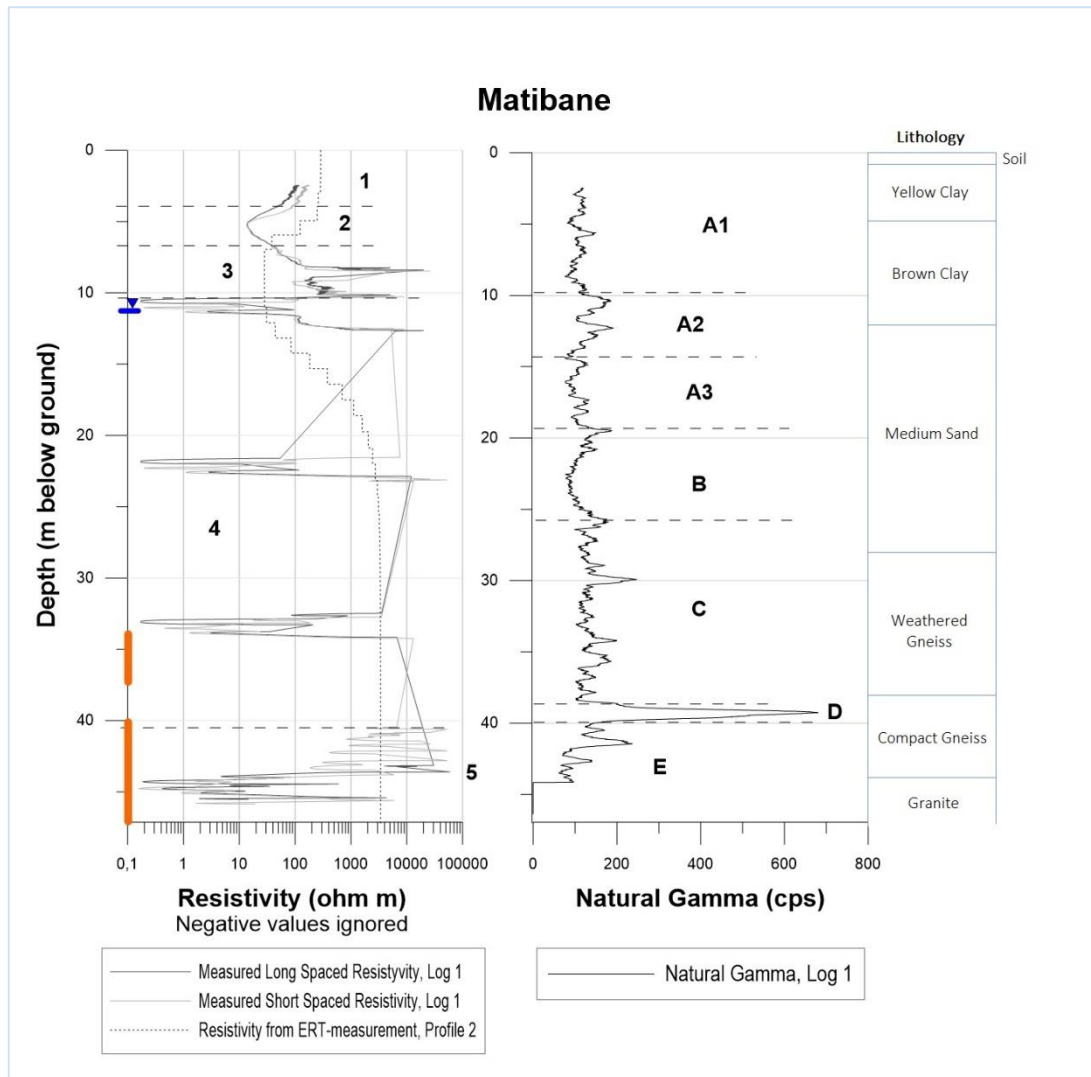 Matibane
Lithology
0
10
20
30
40
Depth (m below ground)
1
2
3
4
5
0,1
1
10
100
1000
10000
100000
Resistivity (ohm m)
Negative values ignored
Measured Long Spaced Resistyvity, Log 1
Measured Short Spaced Resistivity, Log 1
Resistivity from ERT-measurement, Profile 2
0
10
20
30
40
A1
A2
A3
B
C
D
E
0
200
400
600
800
Natural Gamma (cps)
Natural Gamma, Log 1
Soil
Yellow Clay
Brown Clay
Medium Sand
Weathered
Gneiss
Compact Gneiss
Granite